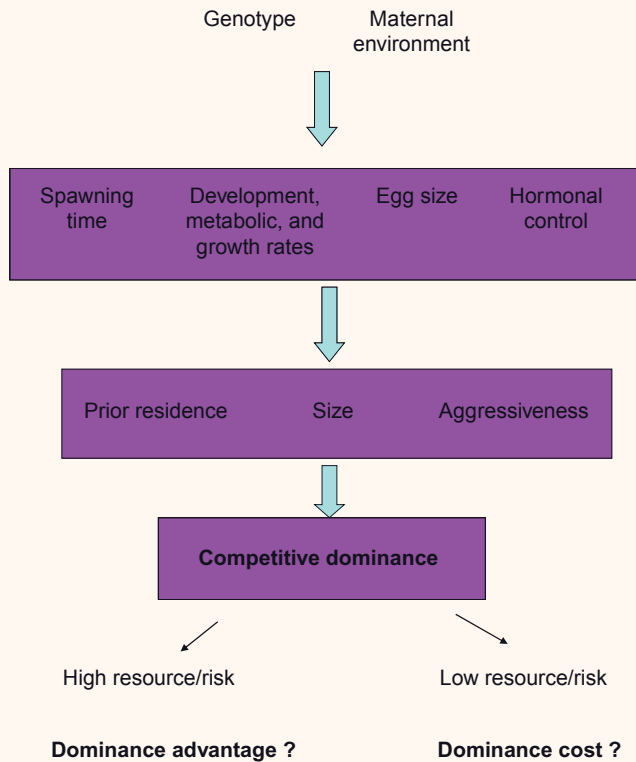 Genotype
Maternal
environment
Spawning
time
Development,
metabolic, and
growth rates
Egg size
Hormonal
control
Prior residence
Size
Aggressiveness
Competitive dominance
High resource/risk
Low resource/risk
Dominance advantage ?
Dominance cost ?